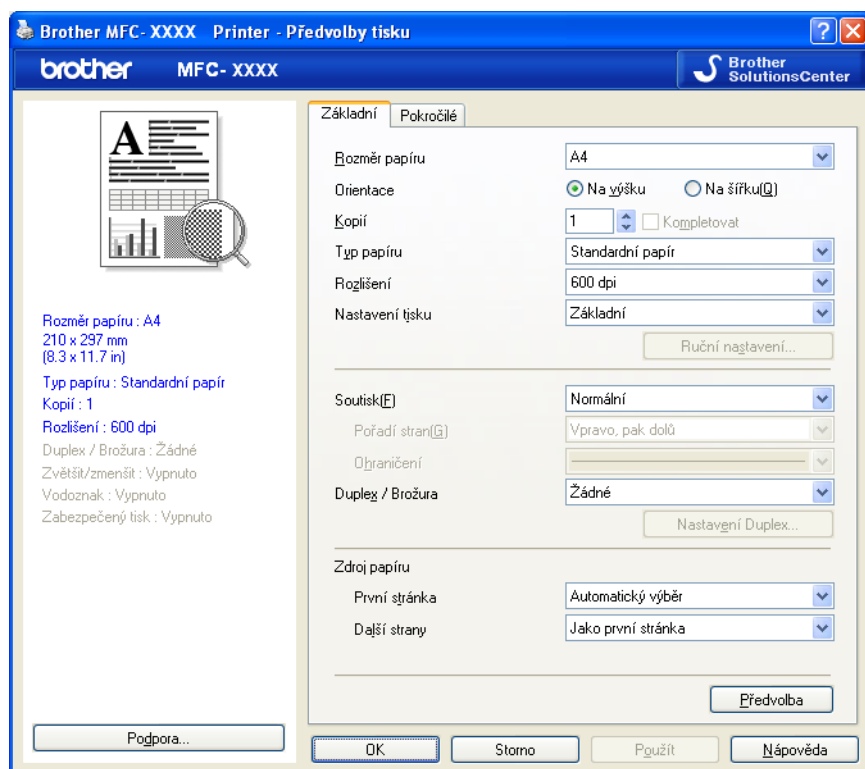 Brother MFC- XXXX Printer - Předvolby tisku
brother MFC- XXXX
Brother
SolutionsCenter
A
Rozměr papíru : A4
210 x 297 mm
(8.3 x 11.7 in)
Typ papíru : Standardní papír
Kopií : 1
Rozlišení : 600 dpi
Duplex / Brožura : Žádné
Zvětšit/zmenšit : Vypnuto
Vodoznak : Vypnuto
Zabezpečený tisk : Vypnuto
Podpora...
Základní Pokročilé
Rozměr papíru A4
Orientace Na výšku Na šířku(Q)
Kopií 1 Kompletovat
Typ papíru Standardní papír
Rozlišení 600 dpi
Nastavení tisku Základní
Ruční nastavení...
Soutisk(F) Normální
Pořadí stran(G) Vpravo, pak dolů
Ohraničení
Duplex / Brožura Žádné
Nastavení Duplex...
Zdroj papíru
První stránka Automatický výběr
Další strany Jako první stránka
Předvolba
OK Storno Použít Nápověda